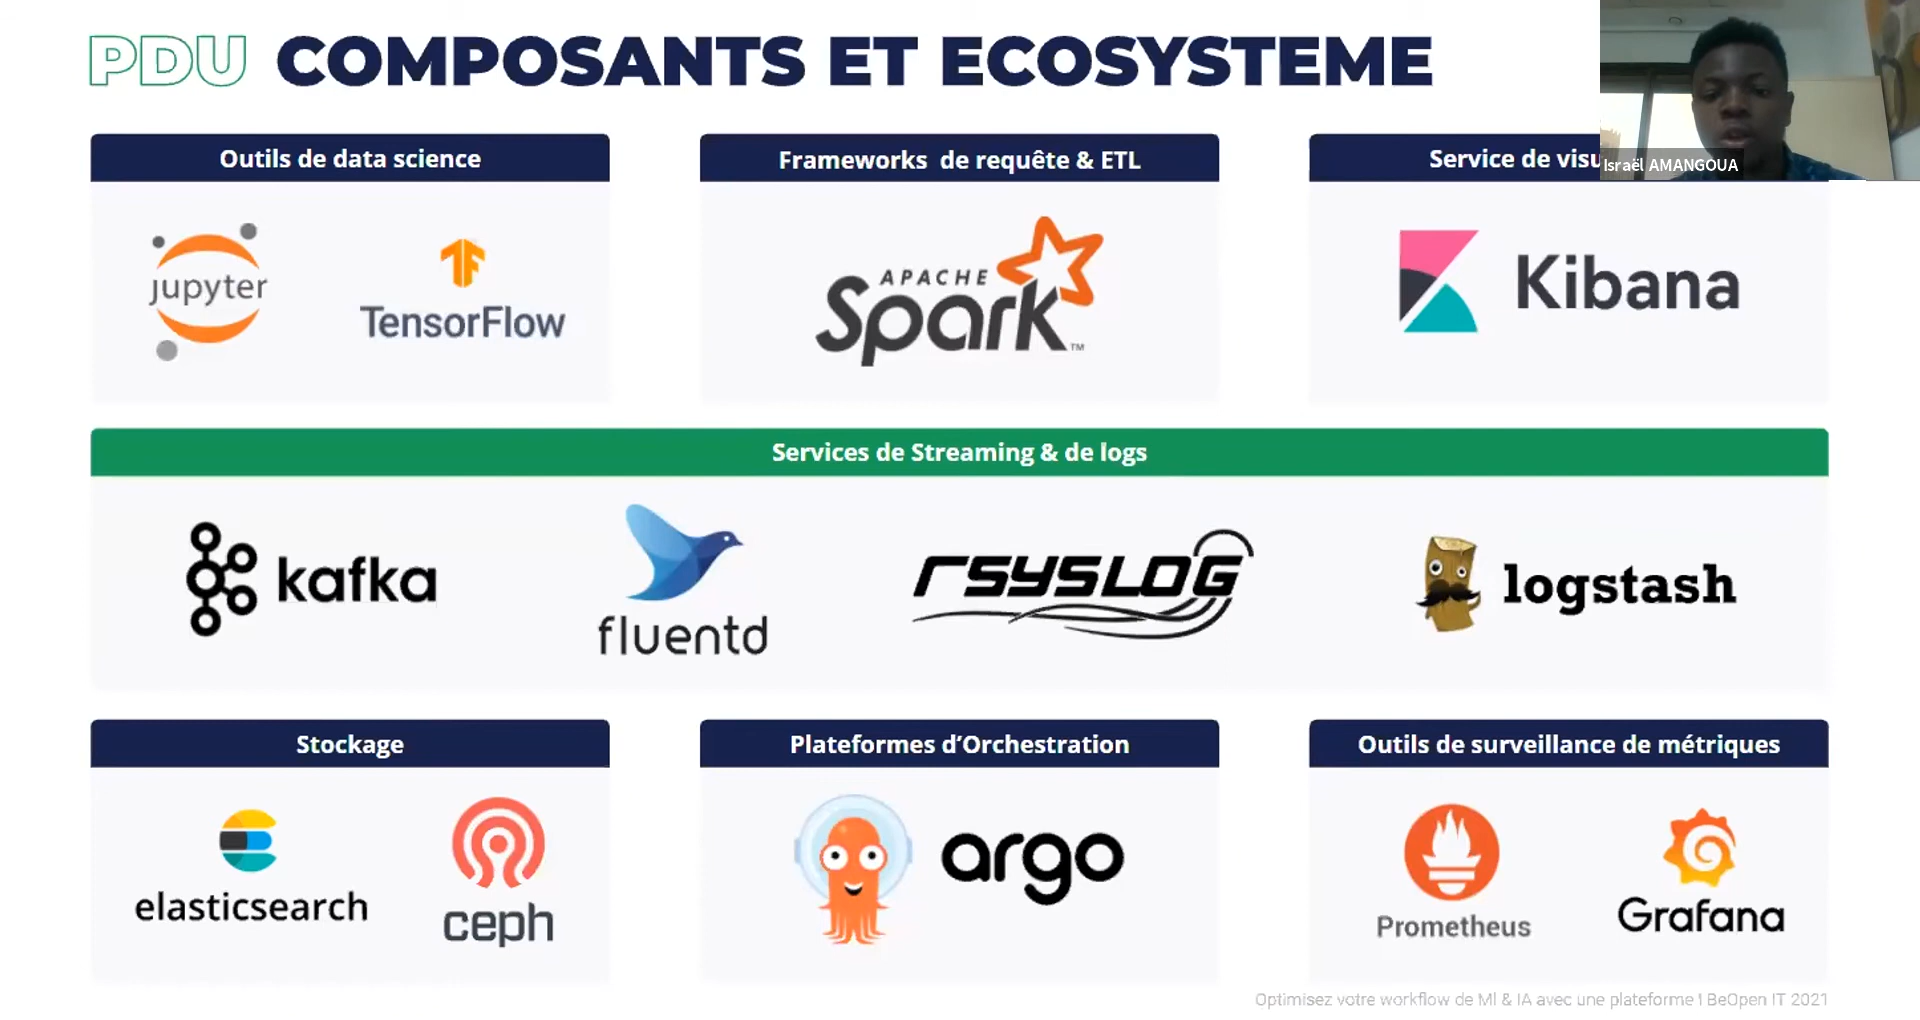 PDU COMPOSANTS ET ECOSYSTEME
Israël AMANGOUA
Outils de data science
Frameworks de requête & ETL
Service de visu
jupyter
TensorFlow
APACHE
Spark™
Kibana
Services de Streaming & de logs
kafka
fluentd
rsyslog
logstash
Stockage
Plateformes d’Orchestration
Outils de surveillance de métriques
elasticsearch
ceph
argo
Prometheus
Grafana
Optimisez votre workflow de Ml & IA avec une plateforme ! BeOpen IT 2021